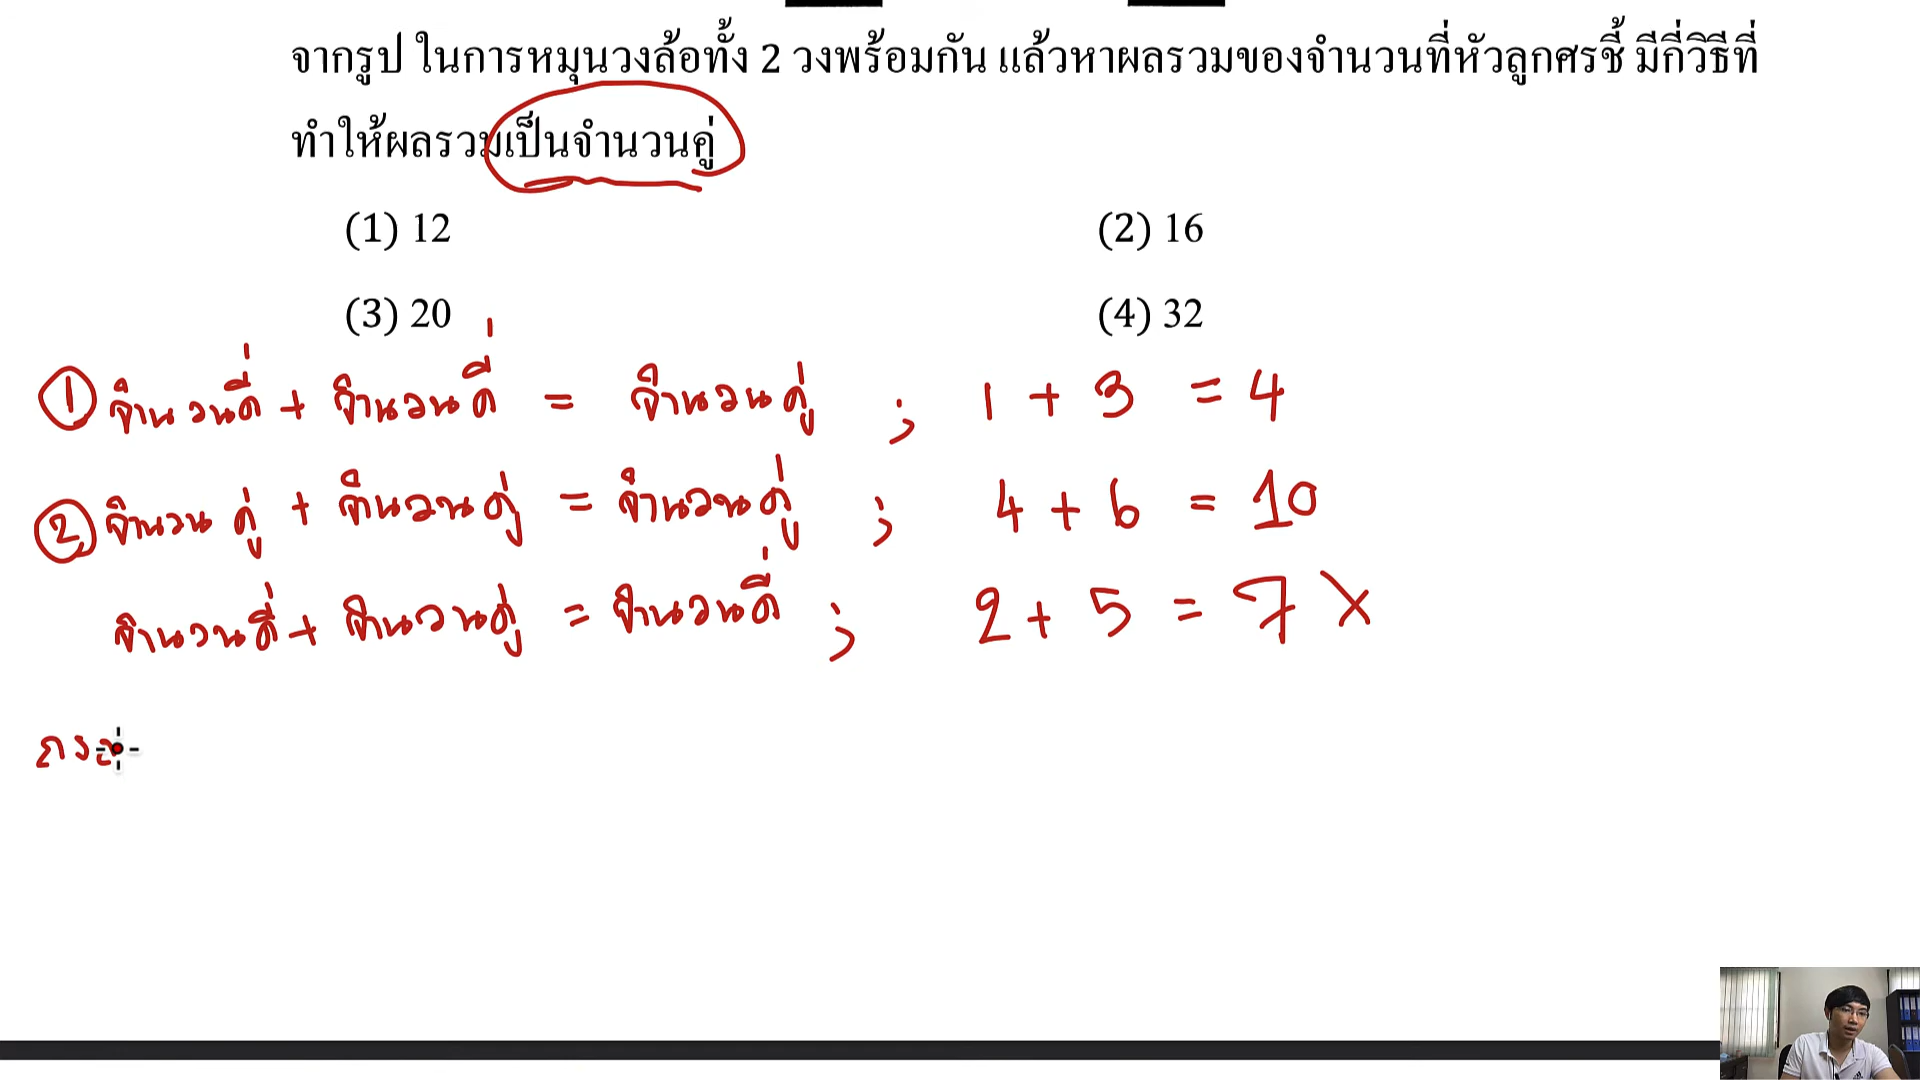 จากรูป ในการหมุนวงล้อทั้ง 2 วงพร้อมกัน แล้วหาผลรวมของจำนวนที่หัวลูกศรชี้ มีกี่วิธีที่
ทำให้ผลรวมเป็นจำนวนคู่
(1) 12 (2) 16
(3) 20 (4) 32
① จำนวนคี่ + จำนวนคี่ = จำนวนคู่ ; 1 + 3 = 4
② จำนวนคู่ + จำนวนคู่ = จำนวนคู่ ; 4 + 6 = 10
จำนวนคี่ + จำนวนคู่ = จำนวนคี่ ; 2 + 5 = 7 ×